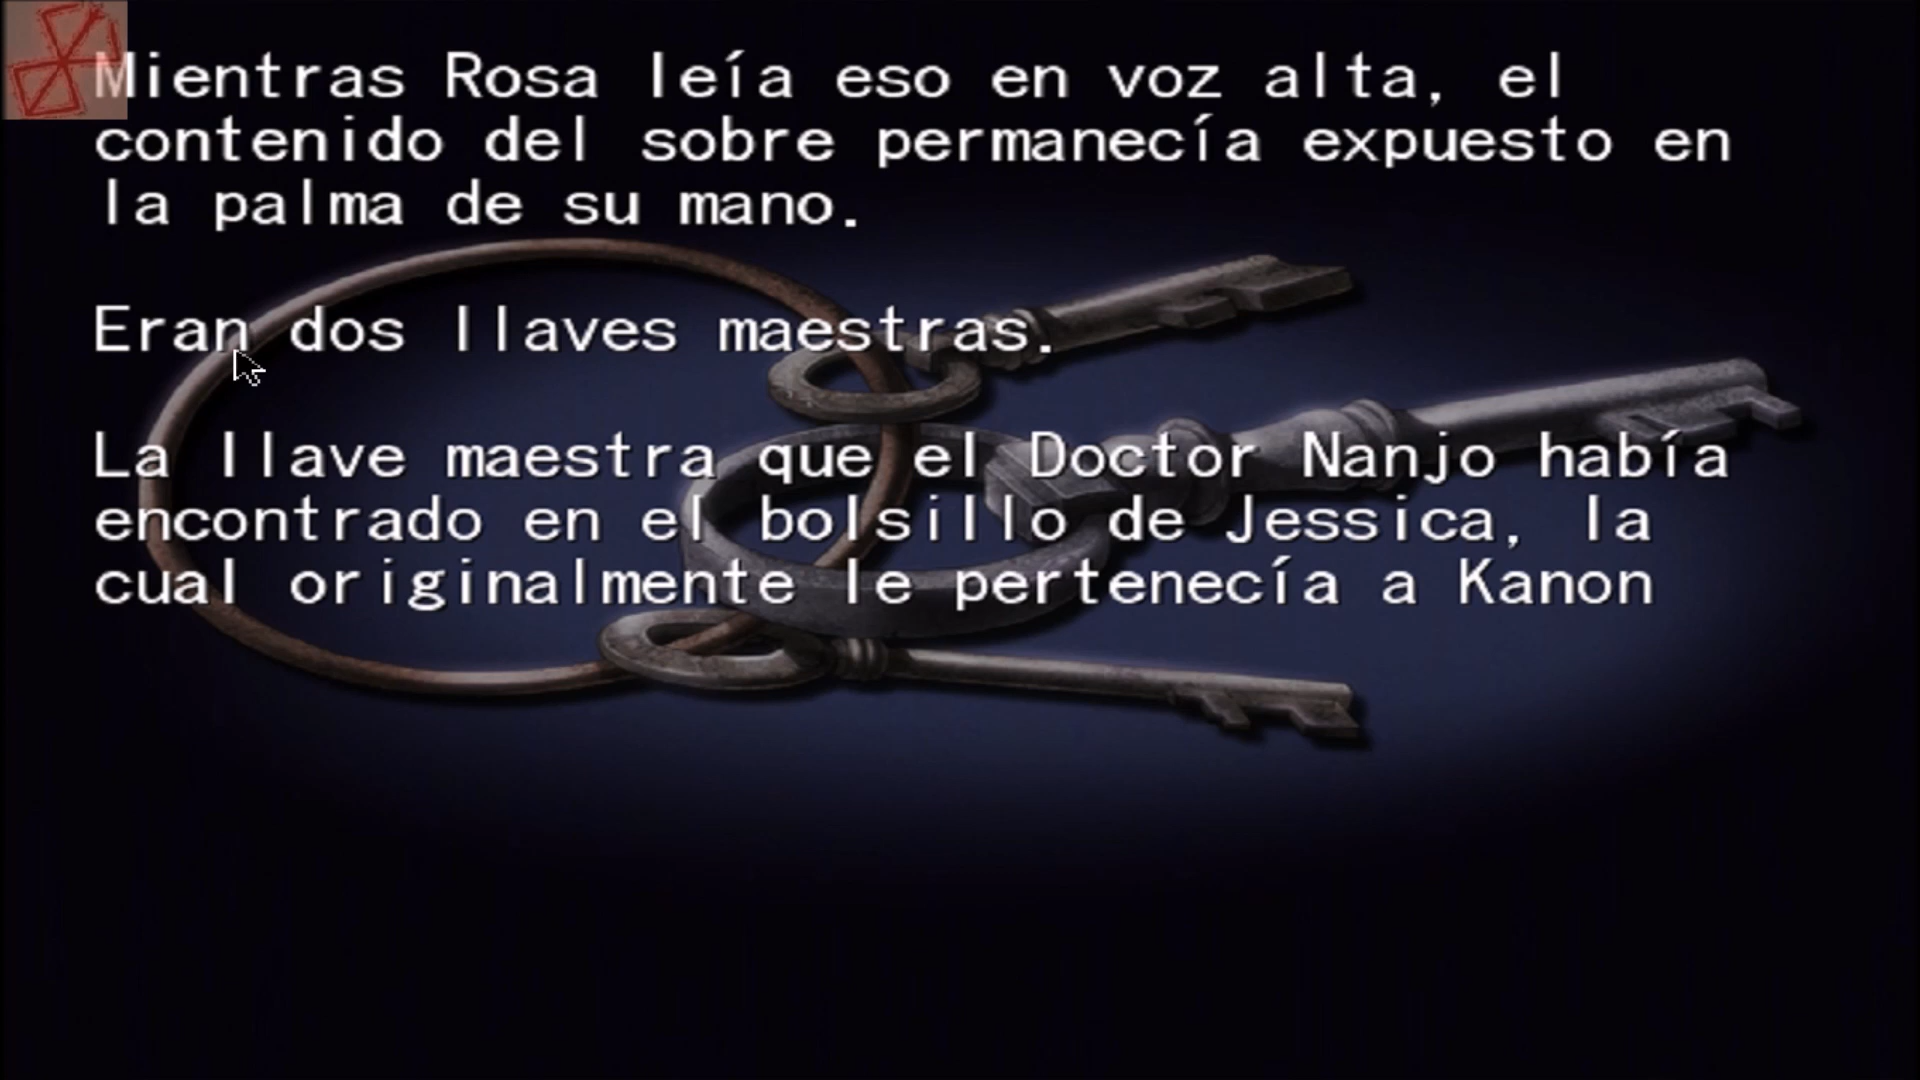 Mientras Rosa leía eso en voz alta, el
contenido del sobre permanecía expuesto en
la palma de su mano.
Eran dos llaves maestras.
La llave maestra que el Doctor Nanjo había
encontrado en el bolsillo de Jessica, la
cual originalmente le pertenecía a Kanon